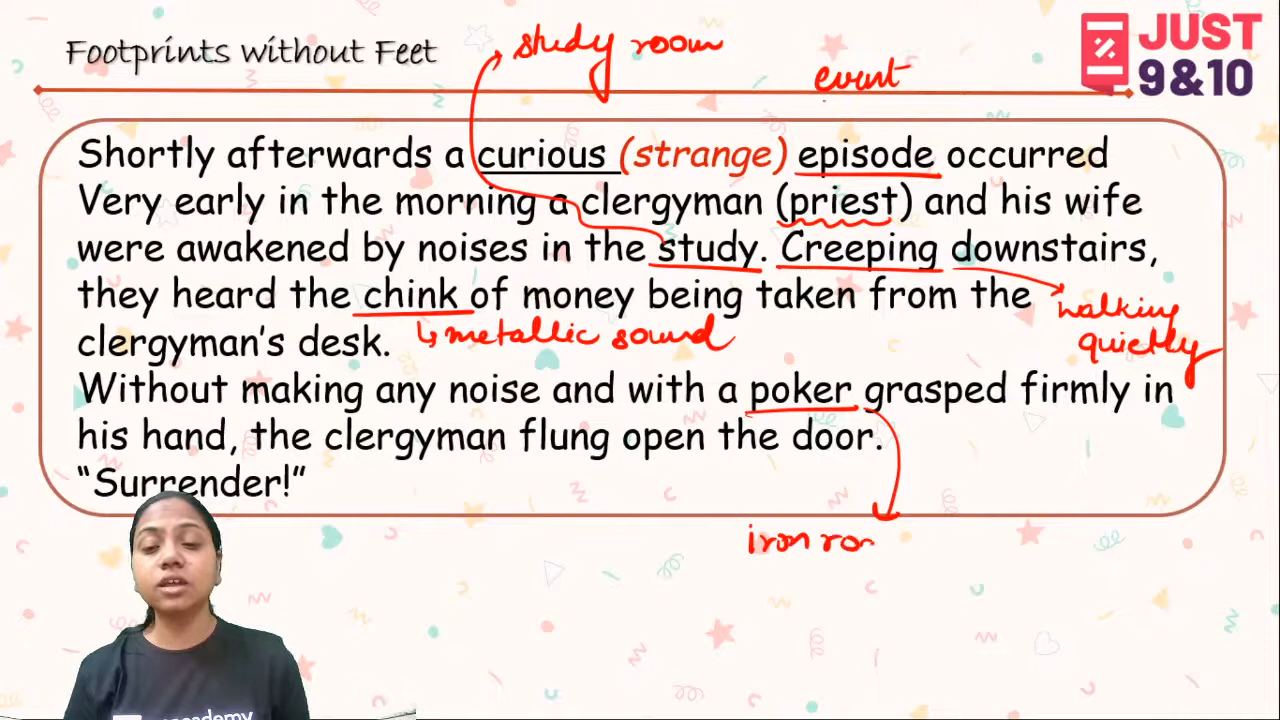 Footprints without Feet
study room
event
JUST
9&10
Shortly afterwards a curious (strange) episode occurred
Very early in the morning a clergyman (priest) and his wife
were awakened by noises in the study. Creeping downstairs,
they heard the chink of money being taken from the
walking
quietly
metallic sound
clergyman's desk.
Without making any noise and with a poker grasped firmly in
his hand, the clergyman flung open the door.
“Surrender!”
iron ro